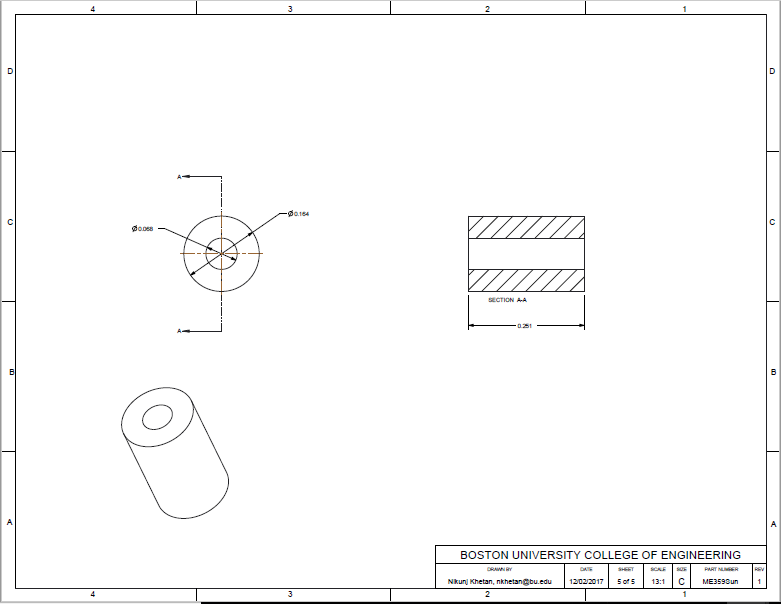 4 3 2 1
D D
A
Ø0.164
C Ø0.068 C
SECTION A-A
0.251
A
B B
A A
BOSTON UNIVERSITY COLLEGE OF ENGINEERING
DRAWN BY DATE SHEET SCALE SIZE PART NUMBER REV
Nikunj Khetan, nkhetan@bu.edu 12/02/2017 5 of 5 13:1 C ME359Sun 1
4 3 2 1